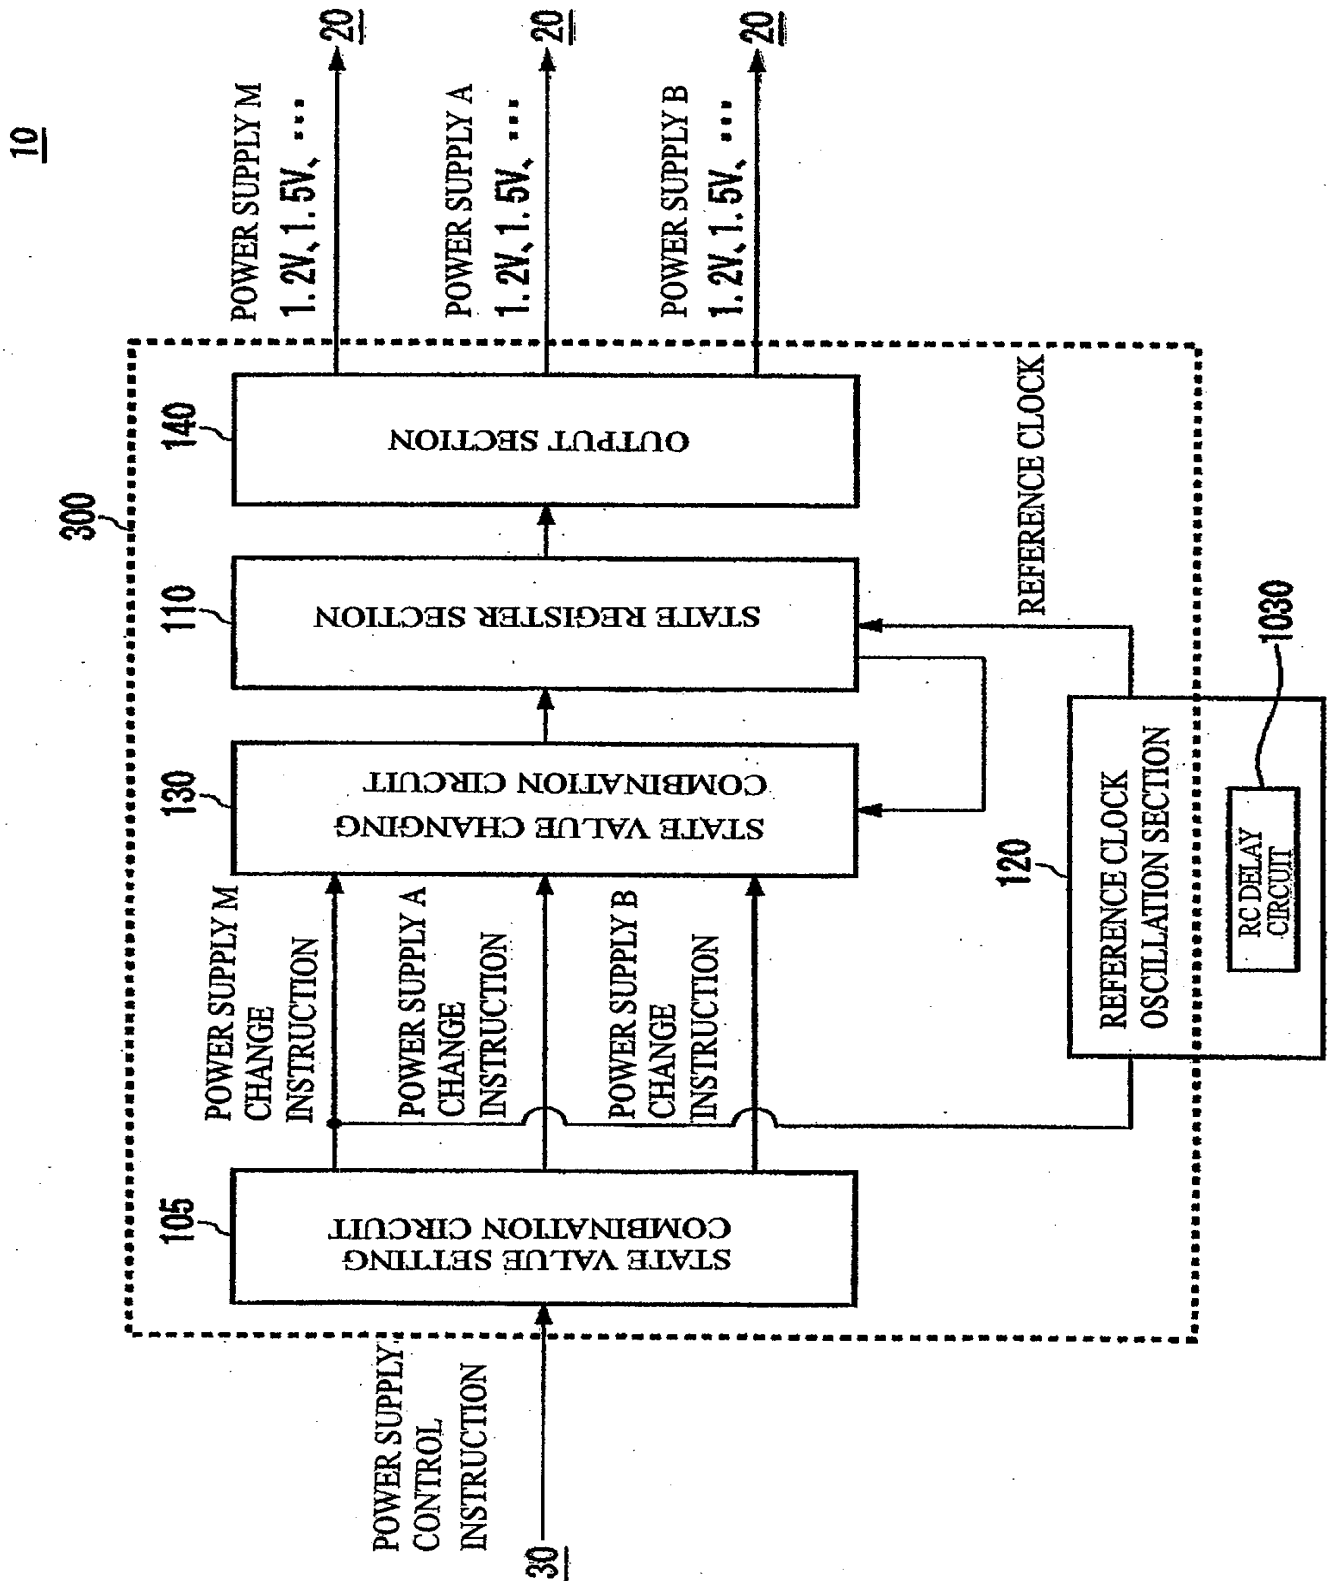 10
300
POWER SUPPLY
CONTROL
INSTRUCTION
30
105
STATE VALUE SETTING
COMBINATION CIRCUIT
POWER SUPPLY M
CHANGE
INSTRUCTION
POWER SUPPLY A
CHANGE
INSTRUCTION
POWER SUPPLY B
CHANGE
INSTRUCTION
130
STATE VALUE CHANGING
COMBINATION CIRCUIT
110
STATE REGISTER SECTION
140
OUTPUT SECTION
POWER SUPPLY M
1.2V、1.5V、…
20
POWER SUPPLY A
1.2V、1.5V、…
20
POWER SUPPLY B
1.2V、1.5V、…
20
REFERENCE CLOCK
120
REFERENCE CLOCK
OSCILLATION SECTION
1030
RC DELAY
CIRCUIT